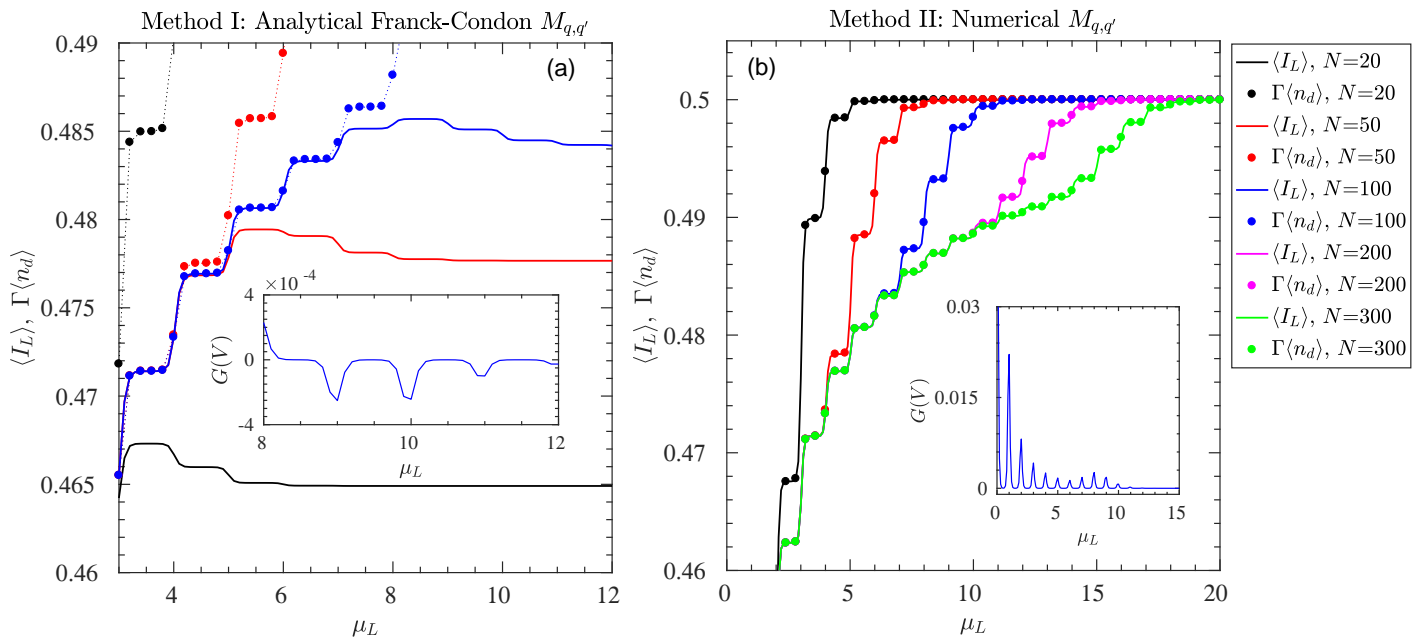 Method I: Analytical Franck-Condon $M_{q,q'}$
(a)
0.49
0.485
0.48
0.475
0.47
0.465
0.46
⟨I_L⟩, Γ⟨n_d⟩
4 6 8 10 12
μ_L
× 10⁻⁴
4
0
-4
G(V)
8 10 12
μ_L
Method II: Numerical $M_{q,q'}$
(b)
0.5
0.49
0.48
0.47
0.46
⟨I_L⟩, Γ⟨n_d⟩
0 5 10 15 20
μ_L
0.03
0.015
0
G(V)
0 5 10 15
μ_L
⟨I_L⟩, N=20
Γ⟨n_d⟩, N=20
⟨I_L⟩, N=50
Γ⟨n_d⟩, N=50
⟨I_L⟩, N=100
Γ⟨n_d⟩, N=100
⟨I_L⟩, N=200
Γ⟨n_d⟩, N=200
⟨I_L⟩, N=300
Γ⟨n_d⟩, N=300